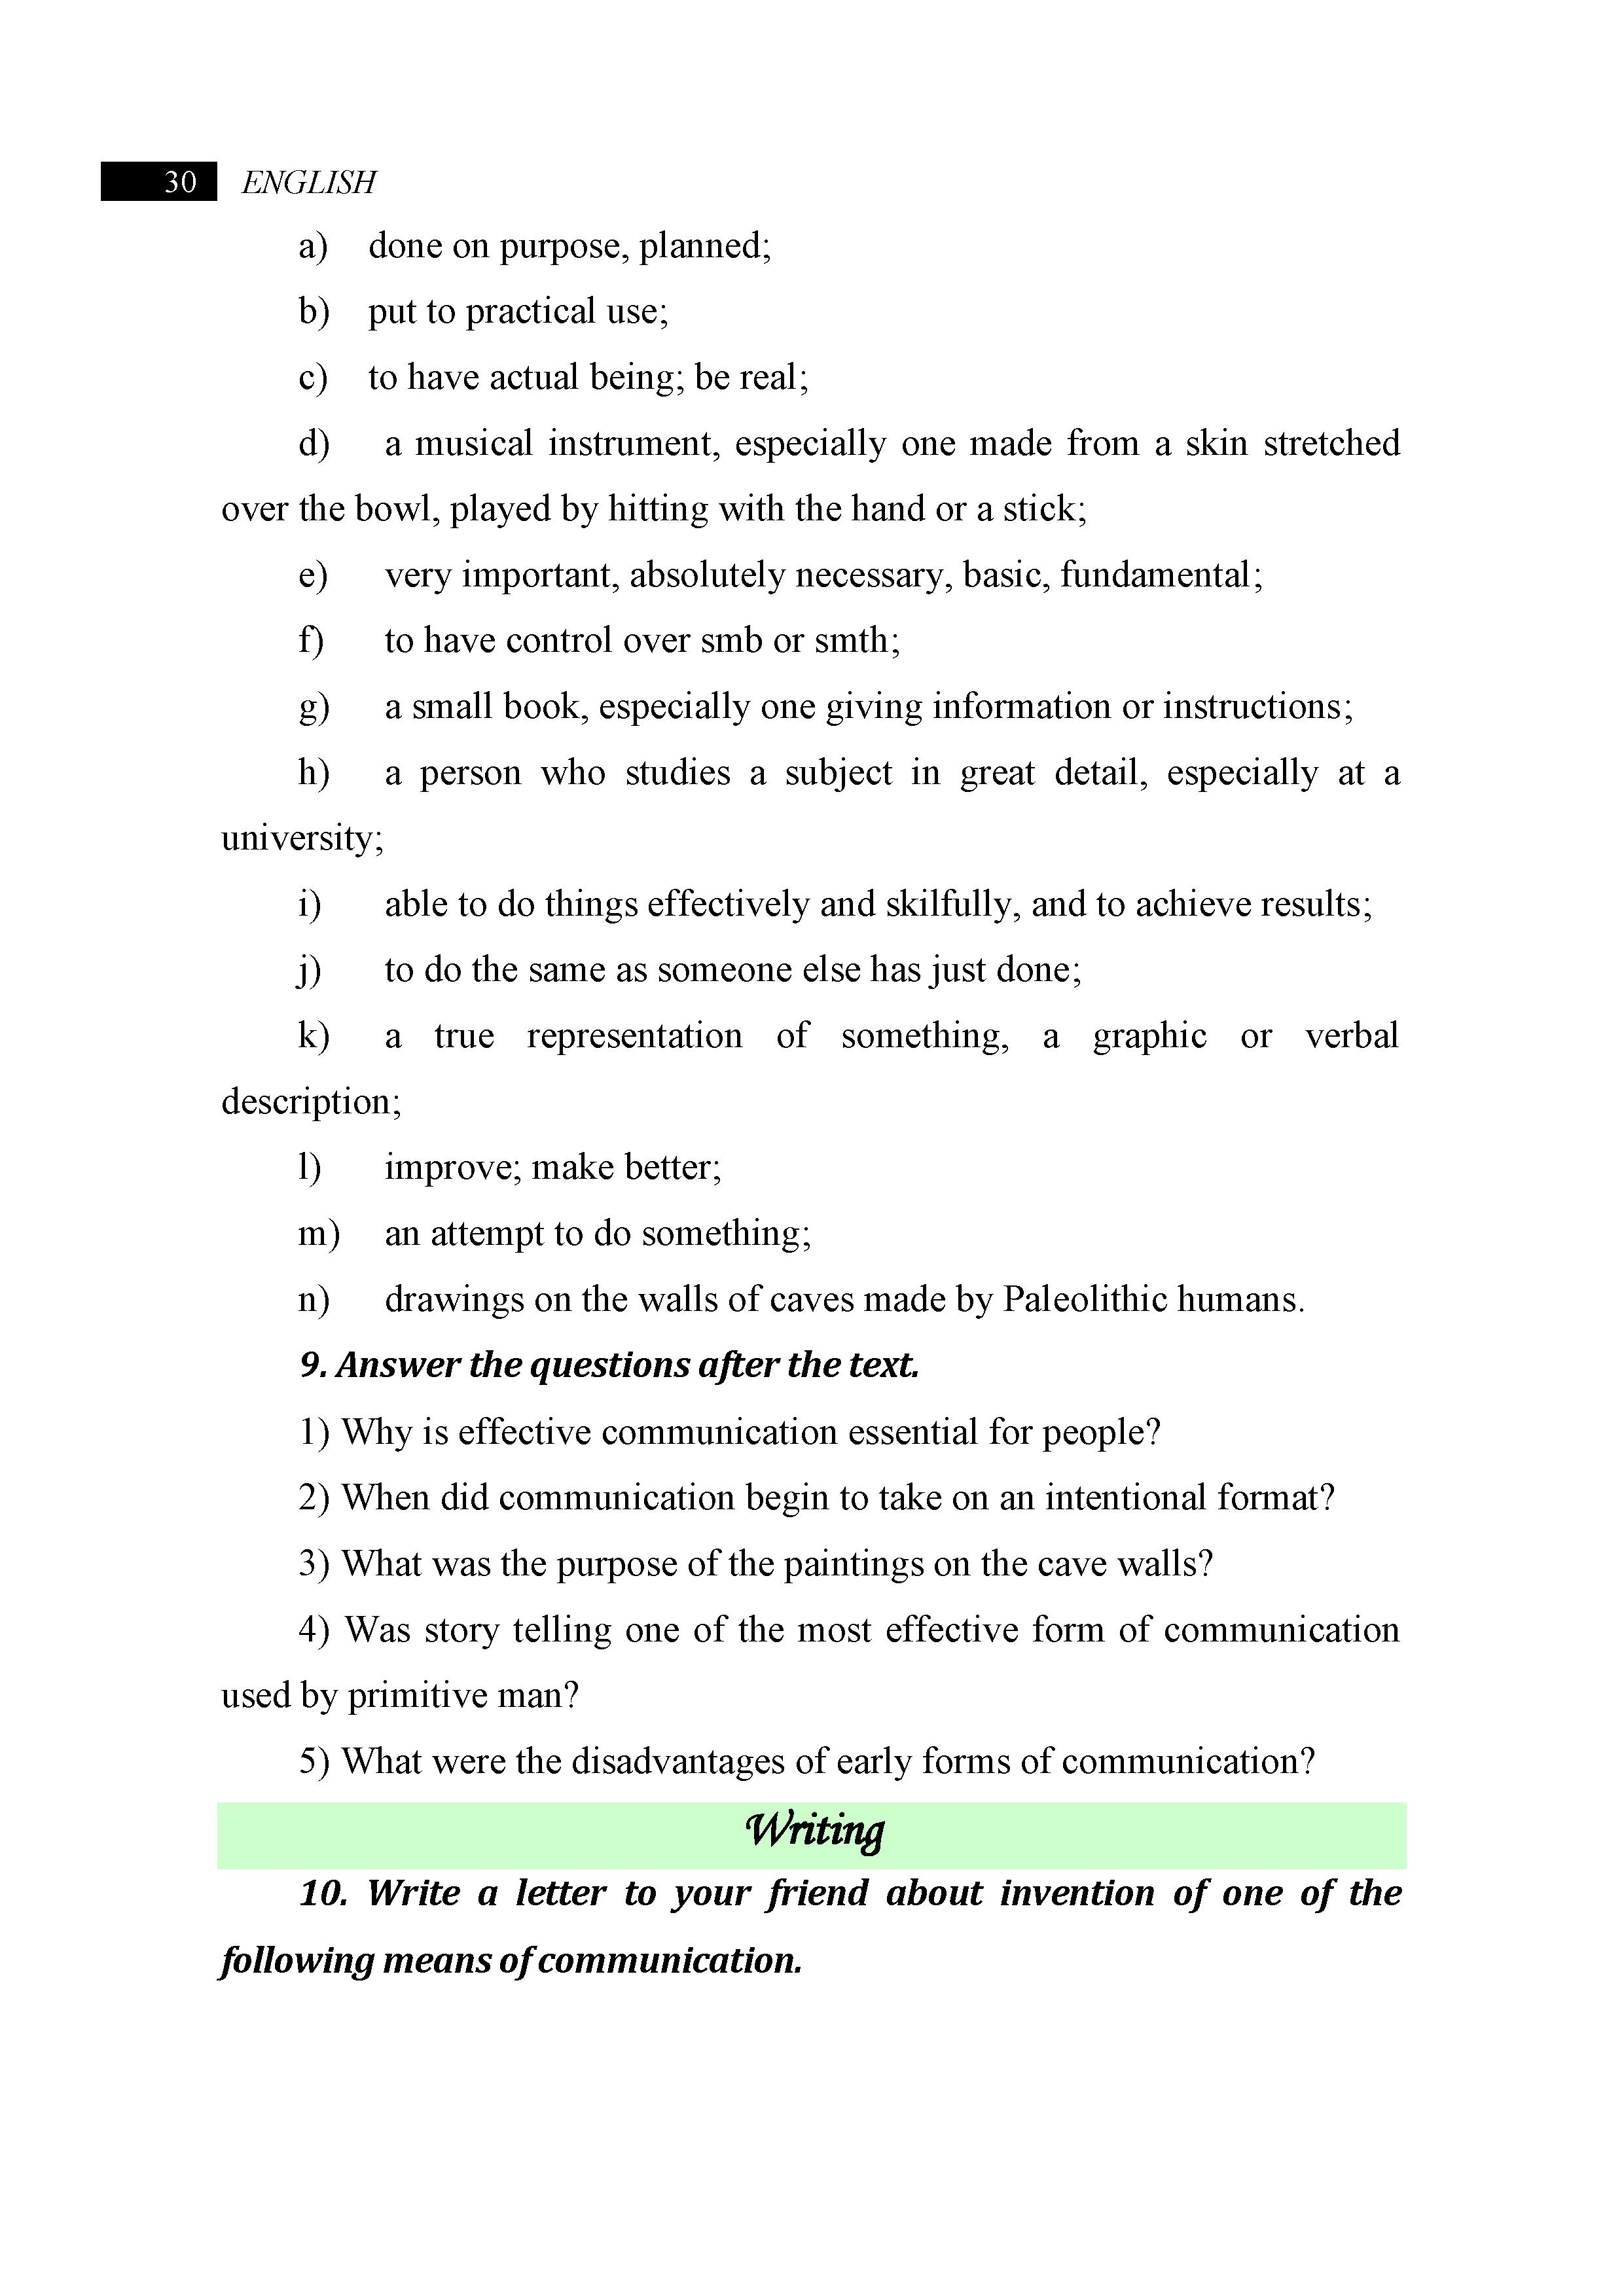 30 ENGLISH
a) done on purpose, planned;
b) put to practical use;
c) to have actual being; be real;
d) a musical instrument, especially one made from a skin stretched
over the bowl, played by hitting with the hand or a stick;
e) very important, absolutely necessary, basic, fundamental;
f) to have control over smb or smth;
g) a small book, especially one giving information or instructions;
h) a person who studies a subject in great detail, especially at a
university;
i) able to do things effectively and skilfully, and to achieve results;
j) to do the same as someone else has just done;
k) a true representation of something, a graphic or verbal
description;
l) improve; make better;
m) an attempt to do something;
n) drawings on the walls of caves made by Paleolithic humans.
9. Answer the questions after the text.
1) Why is effective communication essential for people?
2) When did communication begin to take on an intentional format?
3) What was the purpose of the paintings on the cave walls?
4) Was story telling one of the most effective form of communication
used by primitive man?
5) What were the disadvantages of early forms of communication?
Writing
10. Write a letter to your friend about invention of one of the
following means of communication.